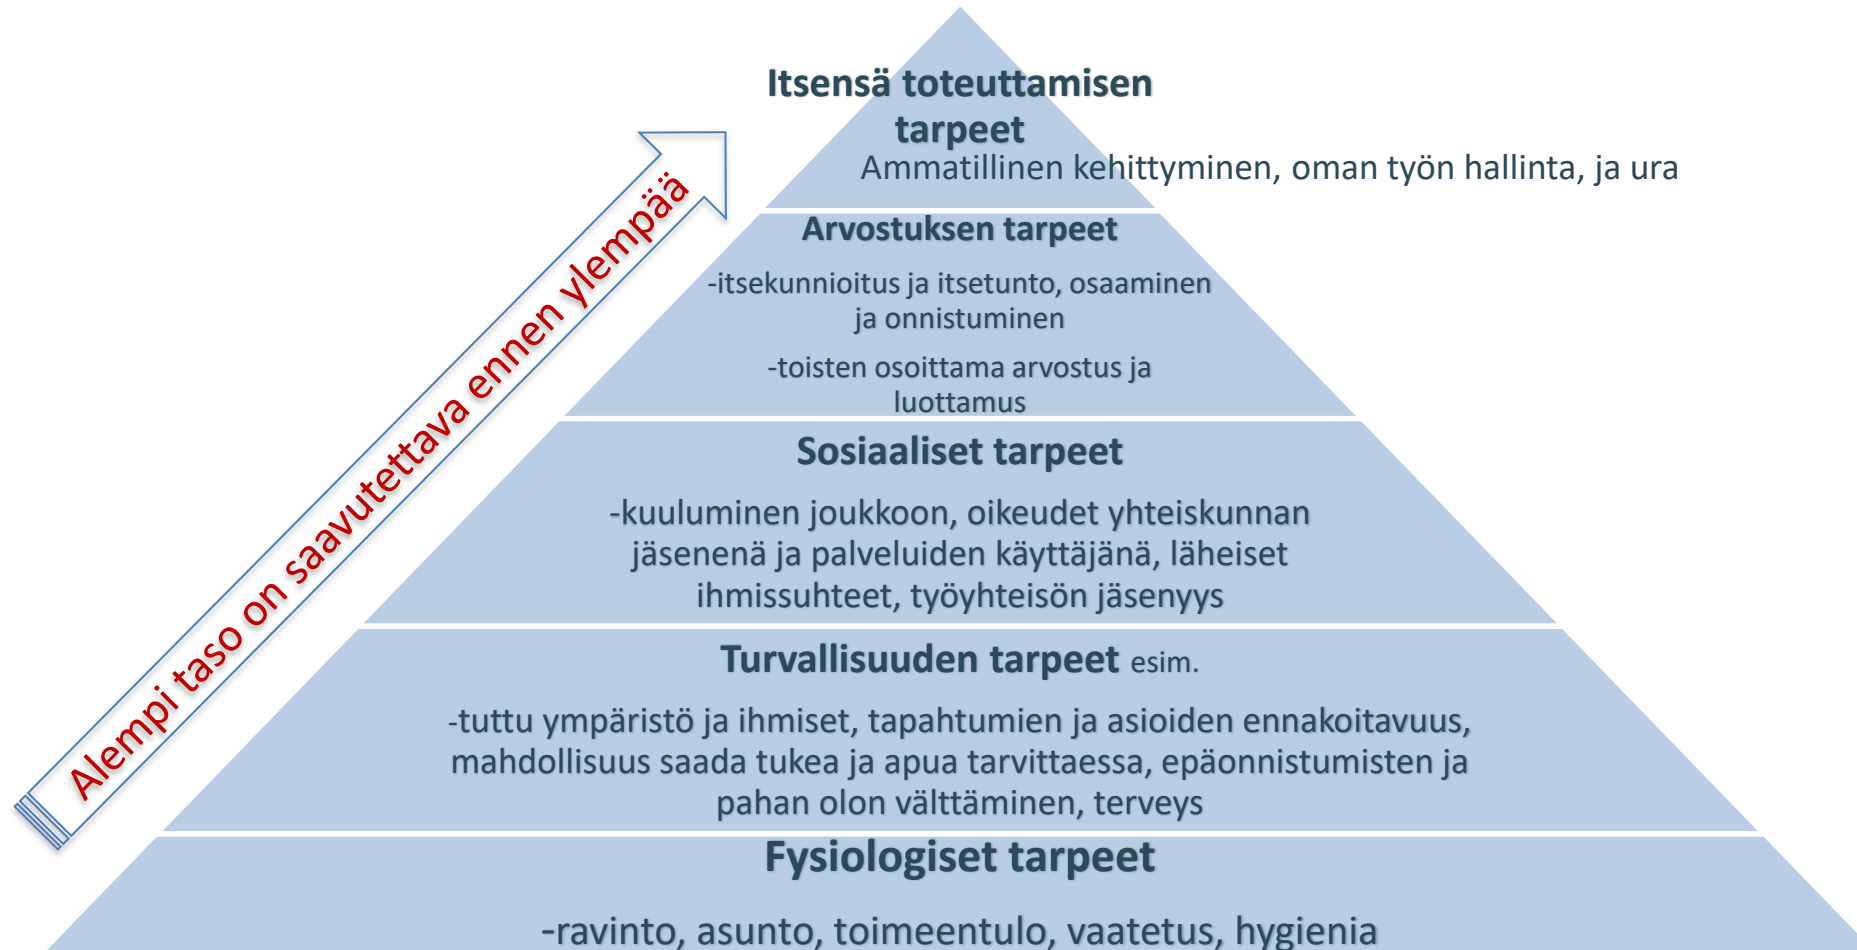 Itsensä toteuttamisen
tarpeet
Ammatillinen kehittyminen, oman työn hallinta, ja ura
Alempi taso on saavutettava ennen ylempää
Arvostuksen tarpeet
-itsekunnioitus ja itsetunto, osaaminen
ja onnistuminen
-toisten osoittama arvostus ja
luottamus
Sosiaaliset tarpeet
-kuuluminen joukkoon, oikeudet yhteiskunnan
jäsenenä ja palveluiden käyttäjänä, läheiset
ihmissuhteet, työyhteisön jäsenyys
Turvallisuuden tarpeet esim.
-tuttu ympäristö ja ihmiset, tapahtumien ja asioiden ennakoitavuus,
mahdollisuus saada tukea ja apua tarvittaessa, epäonnistumisten ja
pahan olon välttäminen, terveys
Fysiologiset tarpeet
-ravinto, asunto, toimeentulo, vaatetus, hygienia